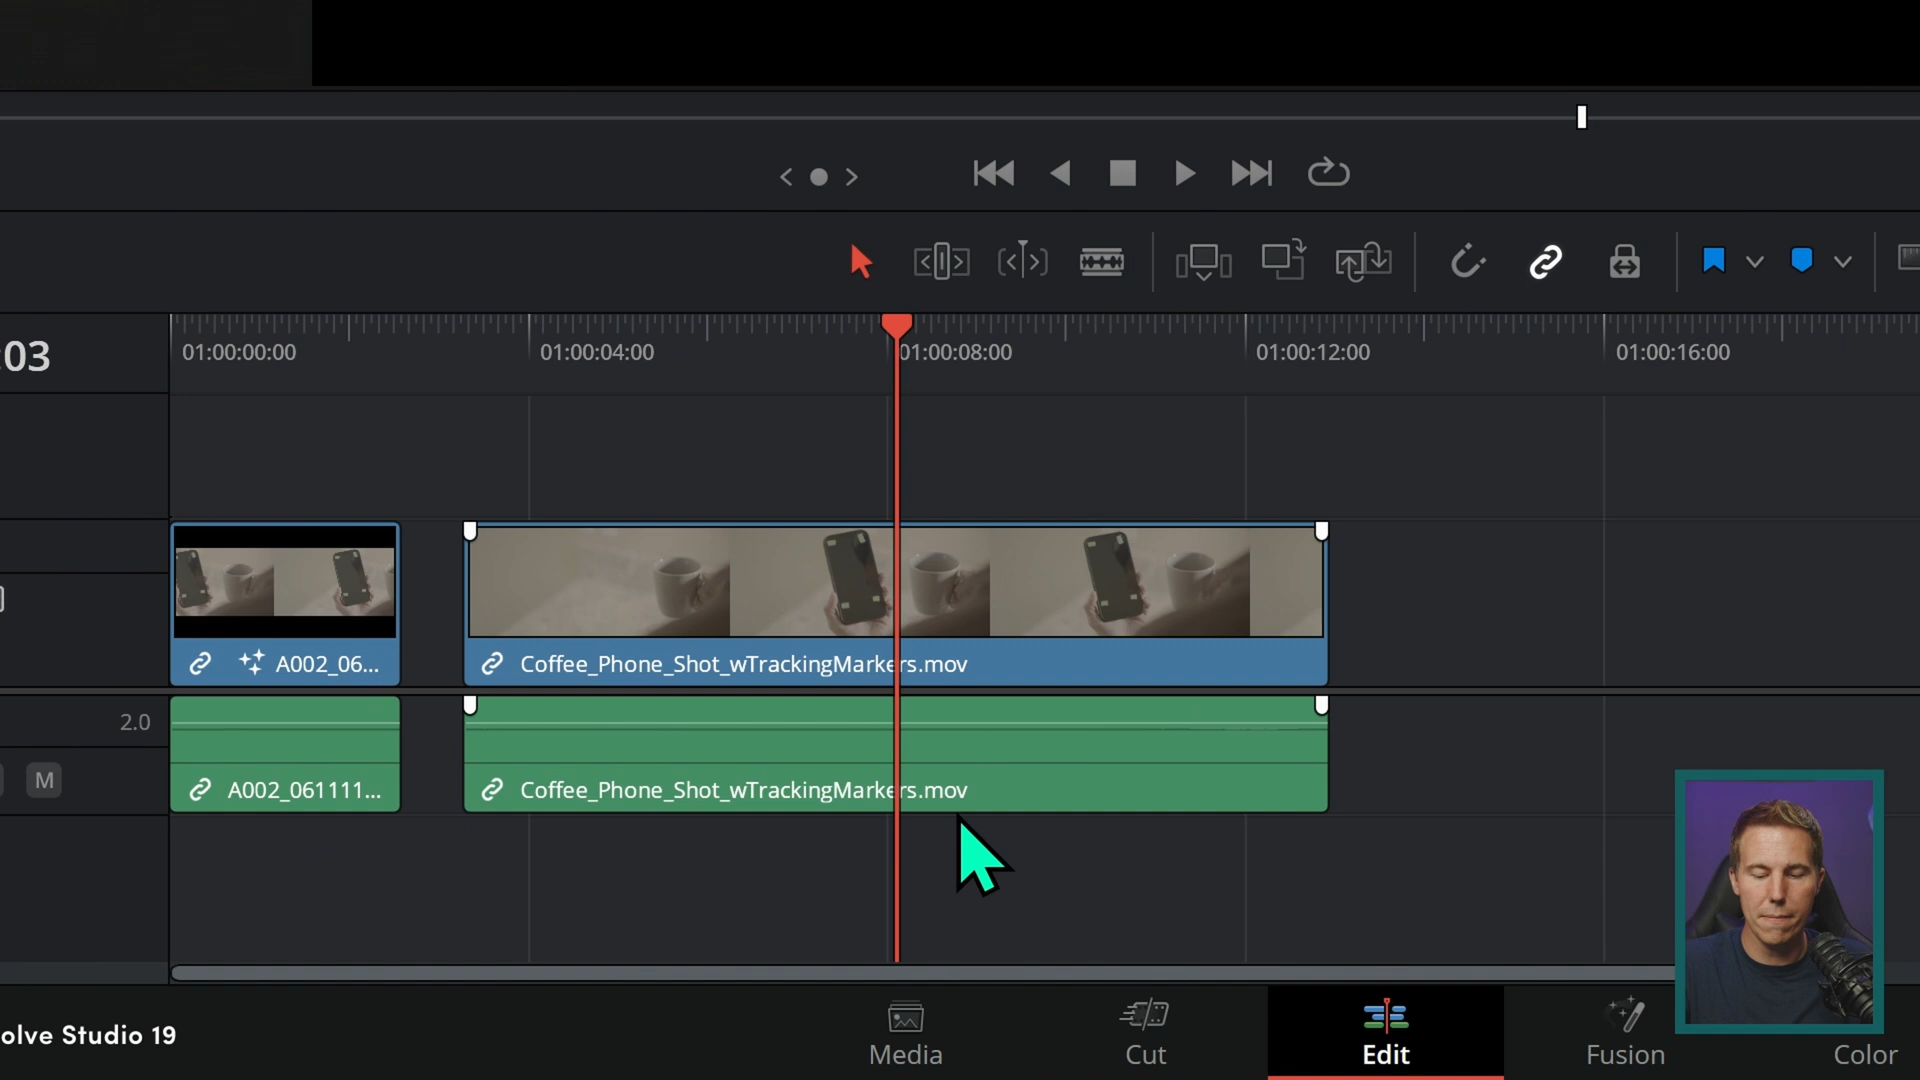 :03
01:00:00:00
01:00:04:00
01:00:08:00
01:00:12:00
01:00:16:00
A002_06...
Coffee_Phone_Shot_wTrackingMarkers.mov
2.0
M
A002_061111...
Coffee_Phone_Shot_wTrackingMarkers.mov
olve Studio 19
Media
Cut
Edit
Fusion
Color